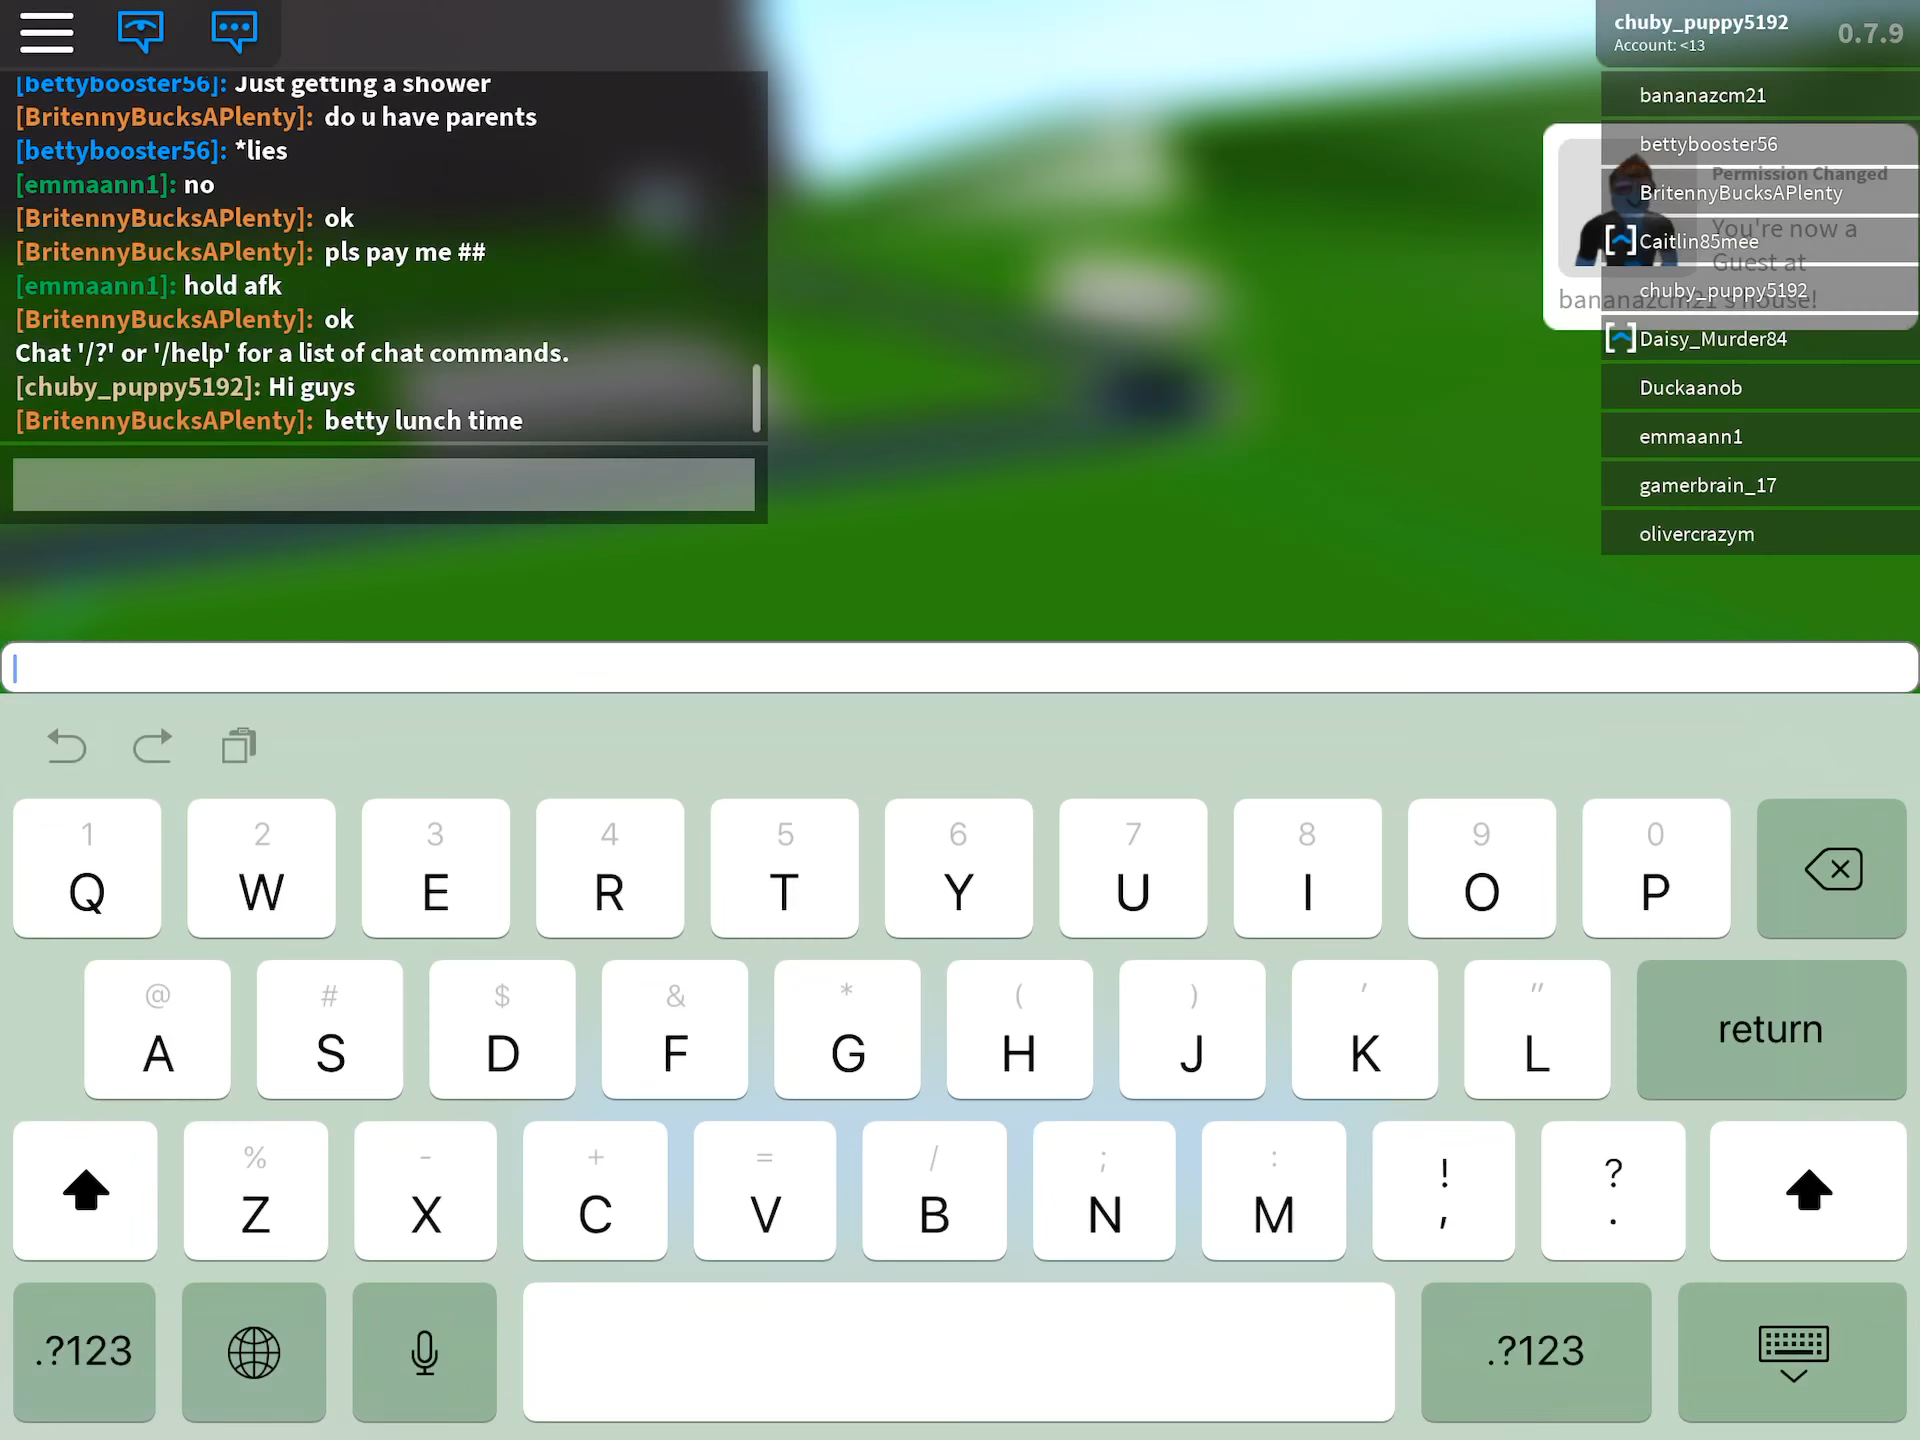 chuby_puppy5192
Account: <13
0.7.9
[bettybooster56]: Just getting a shower
[BritennyBucksAPlenty]: do u have parents
[bettybooster56]: *lies
[emmaann1]: no
[BritennyBucksAPlenty]: ok
[BritennyBucksAPlenty]: pls pay me ##
[emmaann1]: hold afk
[BritennyBucksAPlenty]: ok
Chat '/?' or '/help' for a list of chat commands.
[chuby_puppy5192]: Hi guys
[BritennyBucksAPlenty]: betty lunch time
bananazcm21
bettybooster56
BritennyBucksAPlenty
Caitlin85mee
chuby_puppy5192
Daisy_Murder84
Duckaanob
emmaann1
gamerbrain_17
olivercrazym
Permission Changed
You're now a
Guest at
bananazcm21's house!
1 2 3 4 5 6 7 8 9 0
Q W E R T Y U I O P
@ # $ & * ( ) ' "
A S D F G H J K L return
% - + = / ; : ! ?
Z X C V B N M , .
.?123 .?123